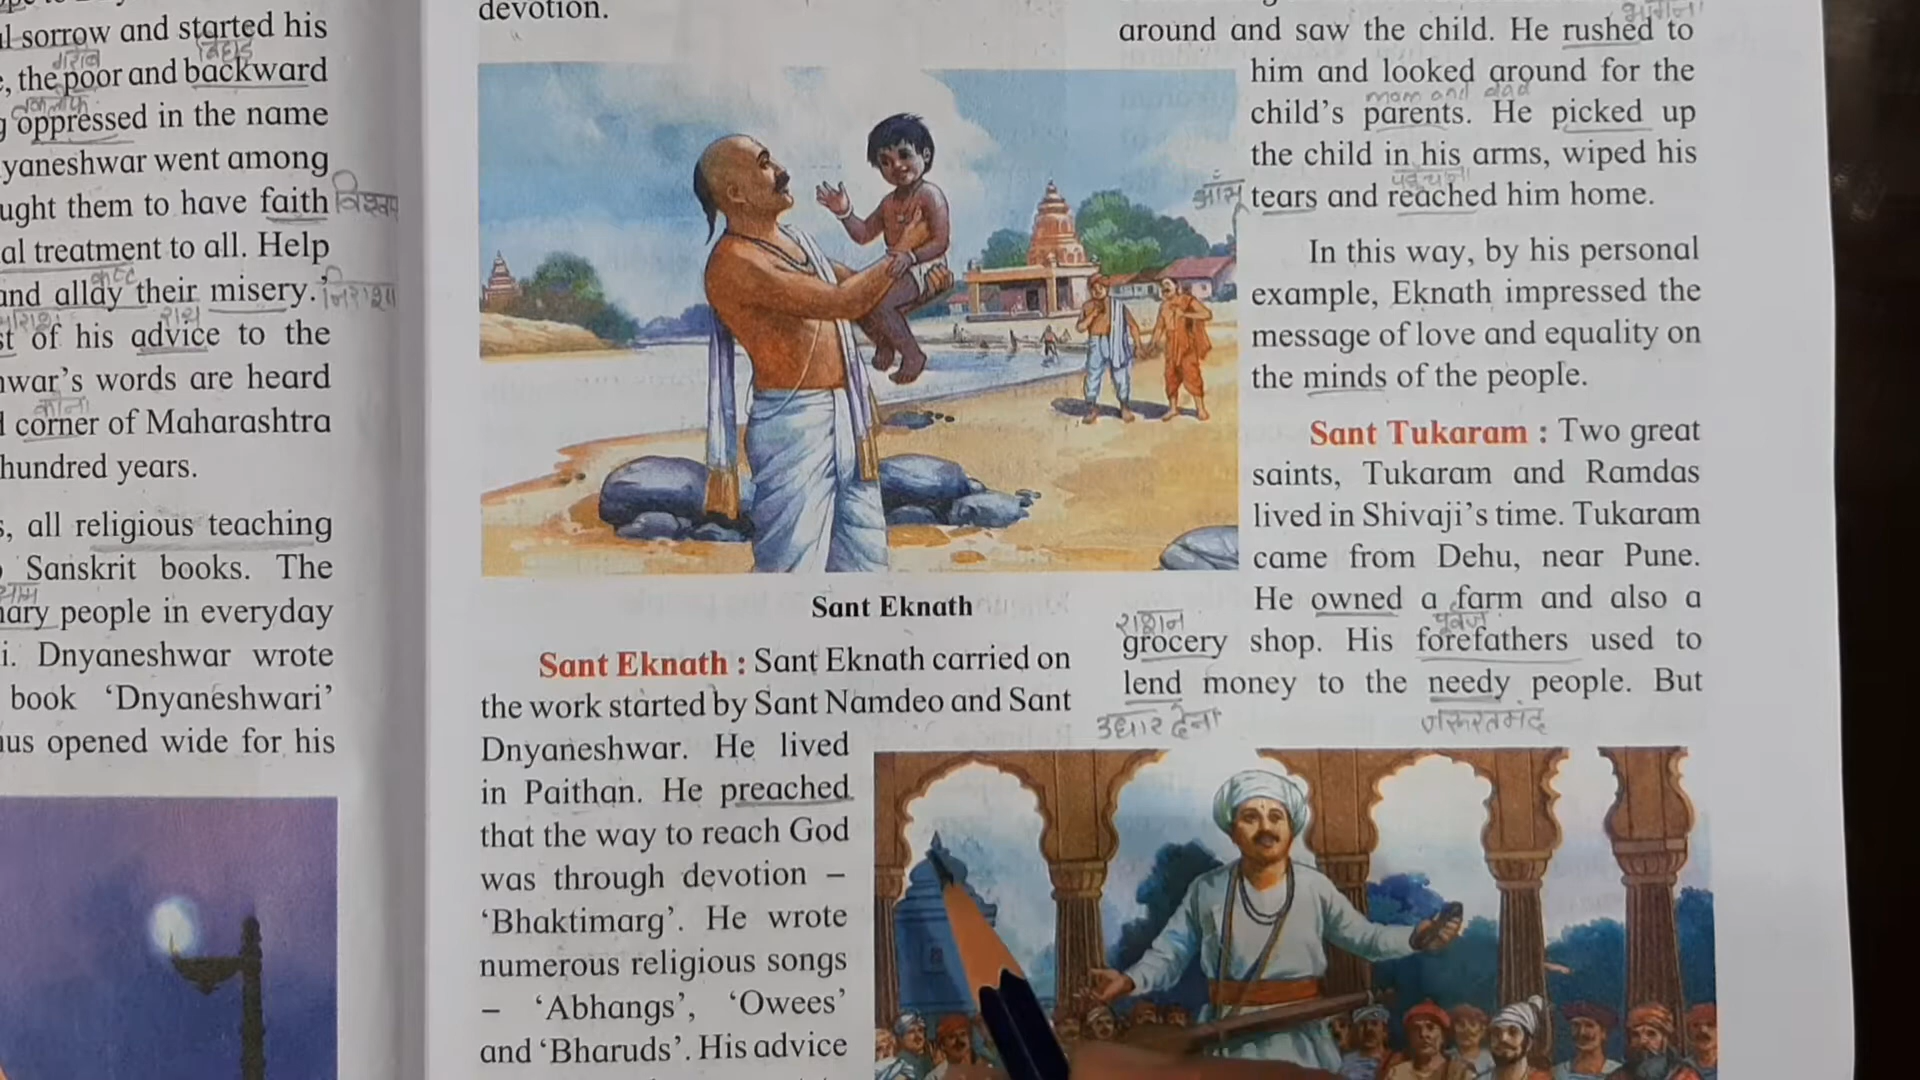 l sorrow and started his
गरीब पिछड़े
, the poor and backward
तकलीफ
g oppressed in the name
yaneshwar went among
ught them to have faith विश्वास
al treatment to all. Help
कष्ट
and allay their misery.’ निराशा
राय
st of his advice to the
war’s words are heard
कोना
d corner of Maharashtra
hundred years.
s, all religious teaching
Sanskrit books. The
आम
nary people in everyday
i. Dnyaneshwar wrote
book ‘Dnyaneshwari’
us opened wide for his
devotion.
Sant Eknath
Sant Eknath : Sant Eknath carried on
the work started by Sant Namdeo and Sant
Dnyaneshwar. He lived
in Paithan. He preached
that the way to reach God
was through devotion –
‘Bhaktimarg’. He wrote
numerous religious songs
– ‘Abhangs’, ‘Owees’
and ‘Bharuds’. His advice
भागना
around and saw the child. He rushed to
him and looked around for the
mom and dad
child’s parents. He picked up
the child in his arms, wiped his
पहुंचाना
आँसू tears and reached him home.
In this way, by his personal
example, Eknath impressed the
message of love and equality on
the minds of the people.
Sant Tukaram : Two great
saints, Tukaram and Ramdas
lived in Shivaji’s time. Tukaram
came from Dehu, near Pune.
He owned a farm and also a
राशन पूर्वज
grocery shop. His forefathers used to
lend money to the needy people. But
उधार देना जरूरतमंद